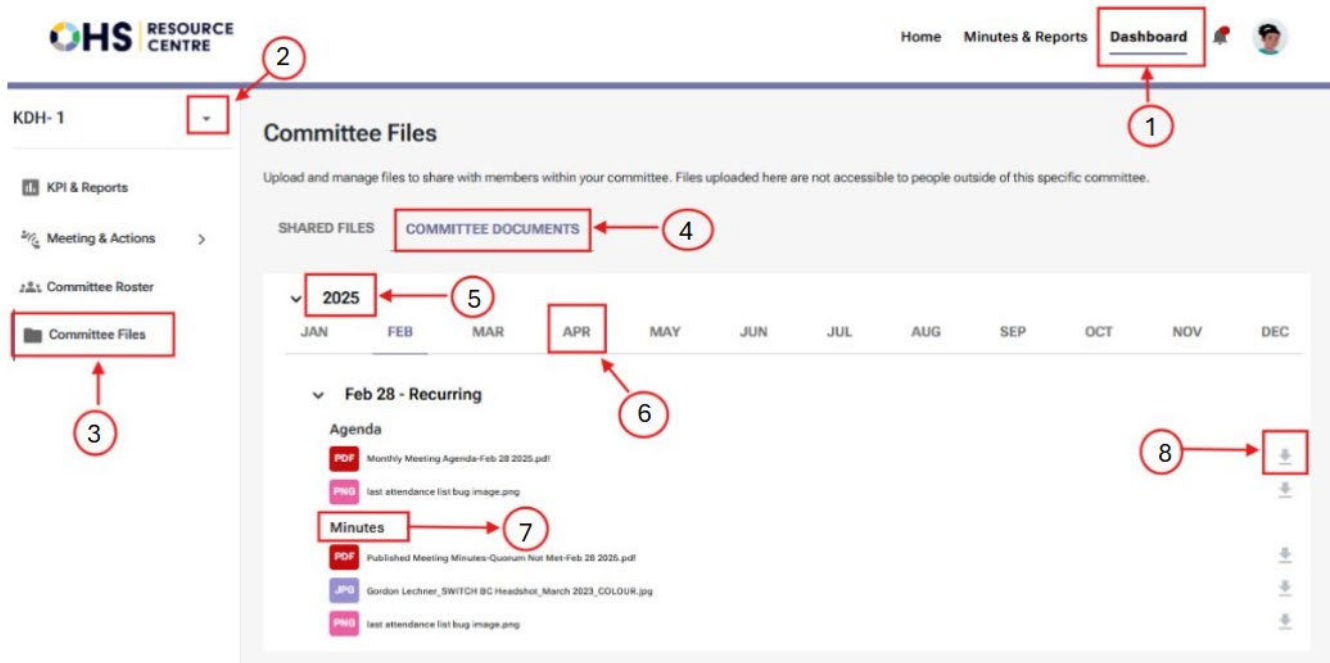 OHS RESOURCE CENTRE
Home Minutes & Reports Dashboard
2
1
KDH- 1
KPI & Reports
Meeting & Actions
Committee Roster
Committee Files
3
Committee Files
Upload and manage files to share with members within your committee. Files uploaded here are not accessible to people outside of this specific committee.
SHARED FILES COMMITTEE DOCUMENTS 4
2025 5
JAN FEB MAR APR MAY JUN JUL AUG SEP OCT NOV DEC
6
Feb 28 - Recurring
Agenda
PDF Monthly Meeting Agenda-Feb 28 2025.pdf
8
PNG last attendance list bug image.png
Minutes 7
PDF Published Meeting Minutes-Quorum Not Met-Feb 28 2025.pdf
JPG Gordon Lechner_SWITCH BC Headshot_March 2023_COLOUR.jpg
PNG last attendance list bug image.png